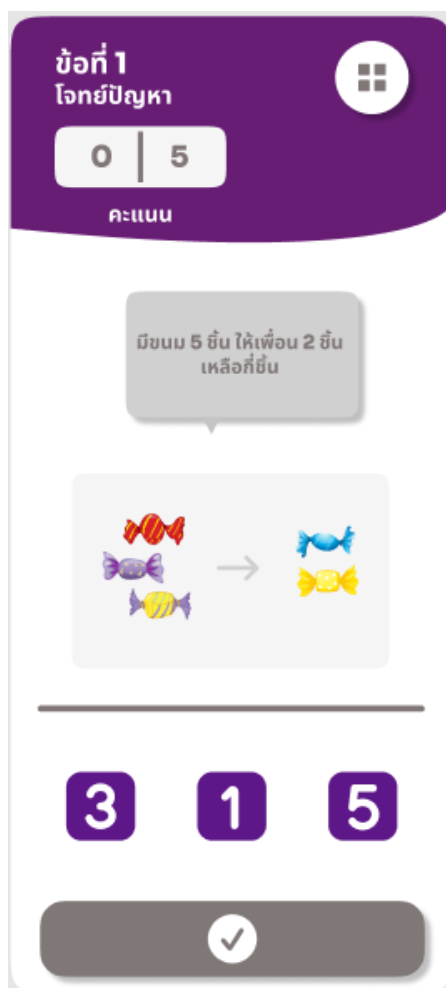 ข้อที่ 1
โจทย์ปัญหา
0 | 5
คะแนน
มีขนม 5 ชิ้น ให้เพื่อน 2 ชิ้น
เหลือกี่ชิ้น
3 1 5